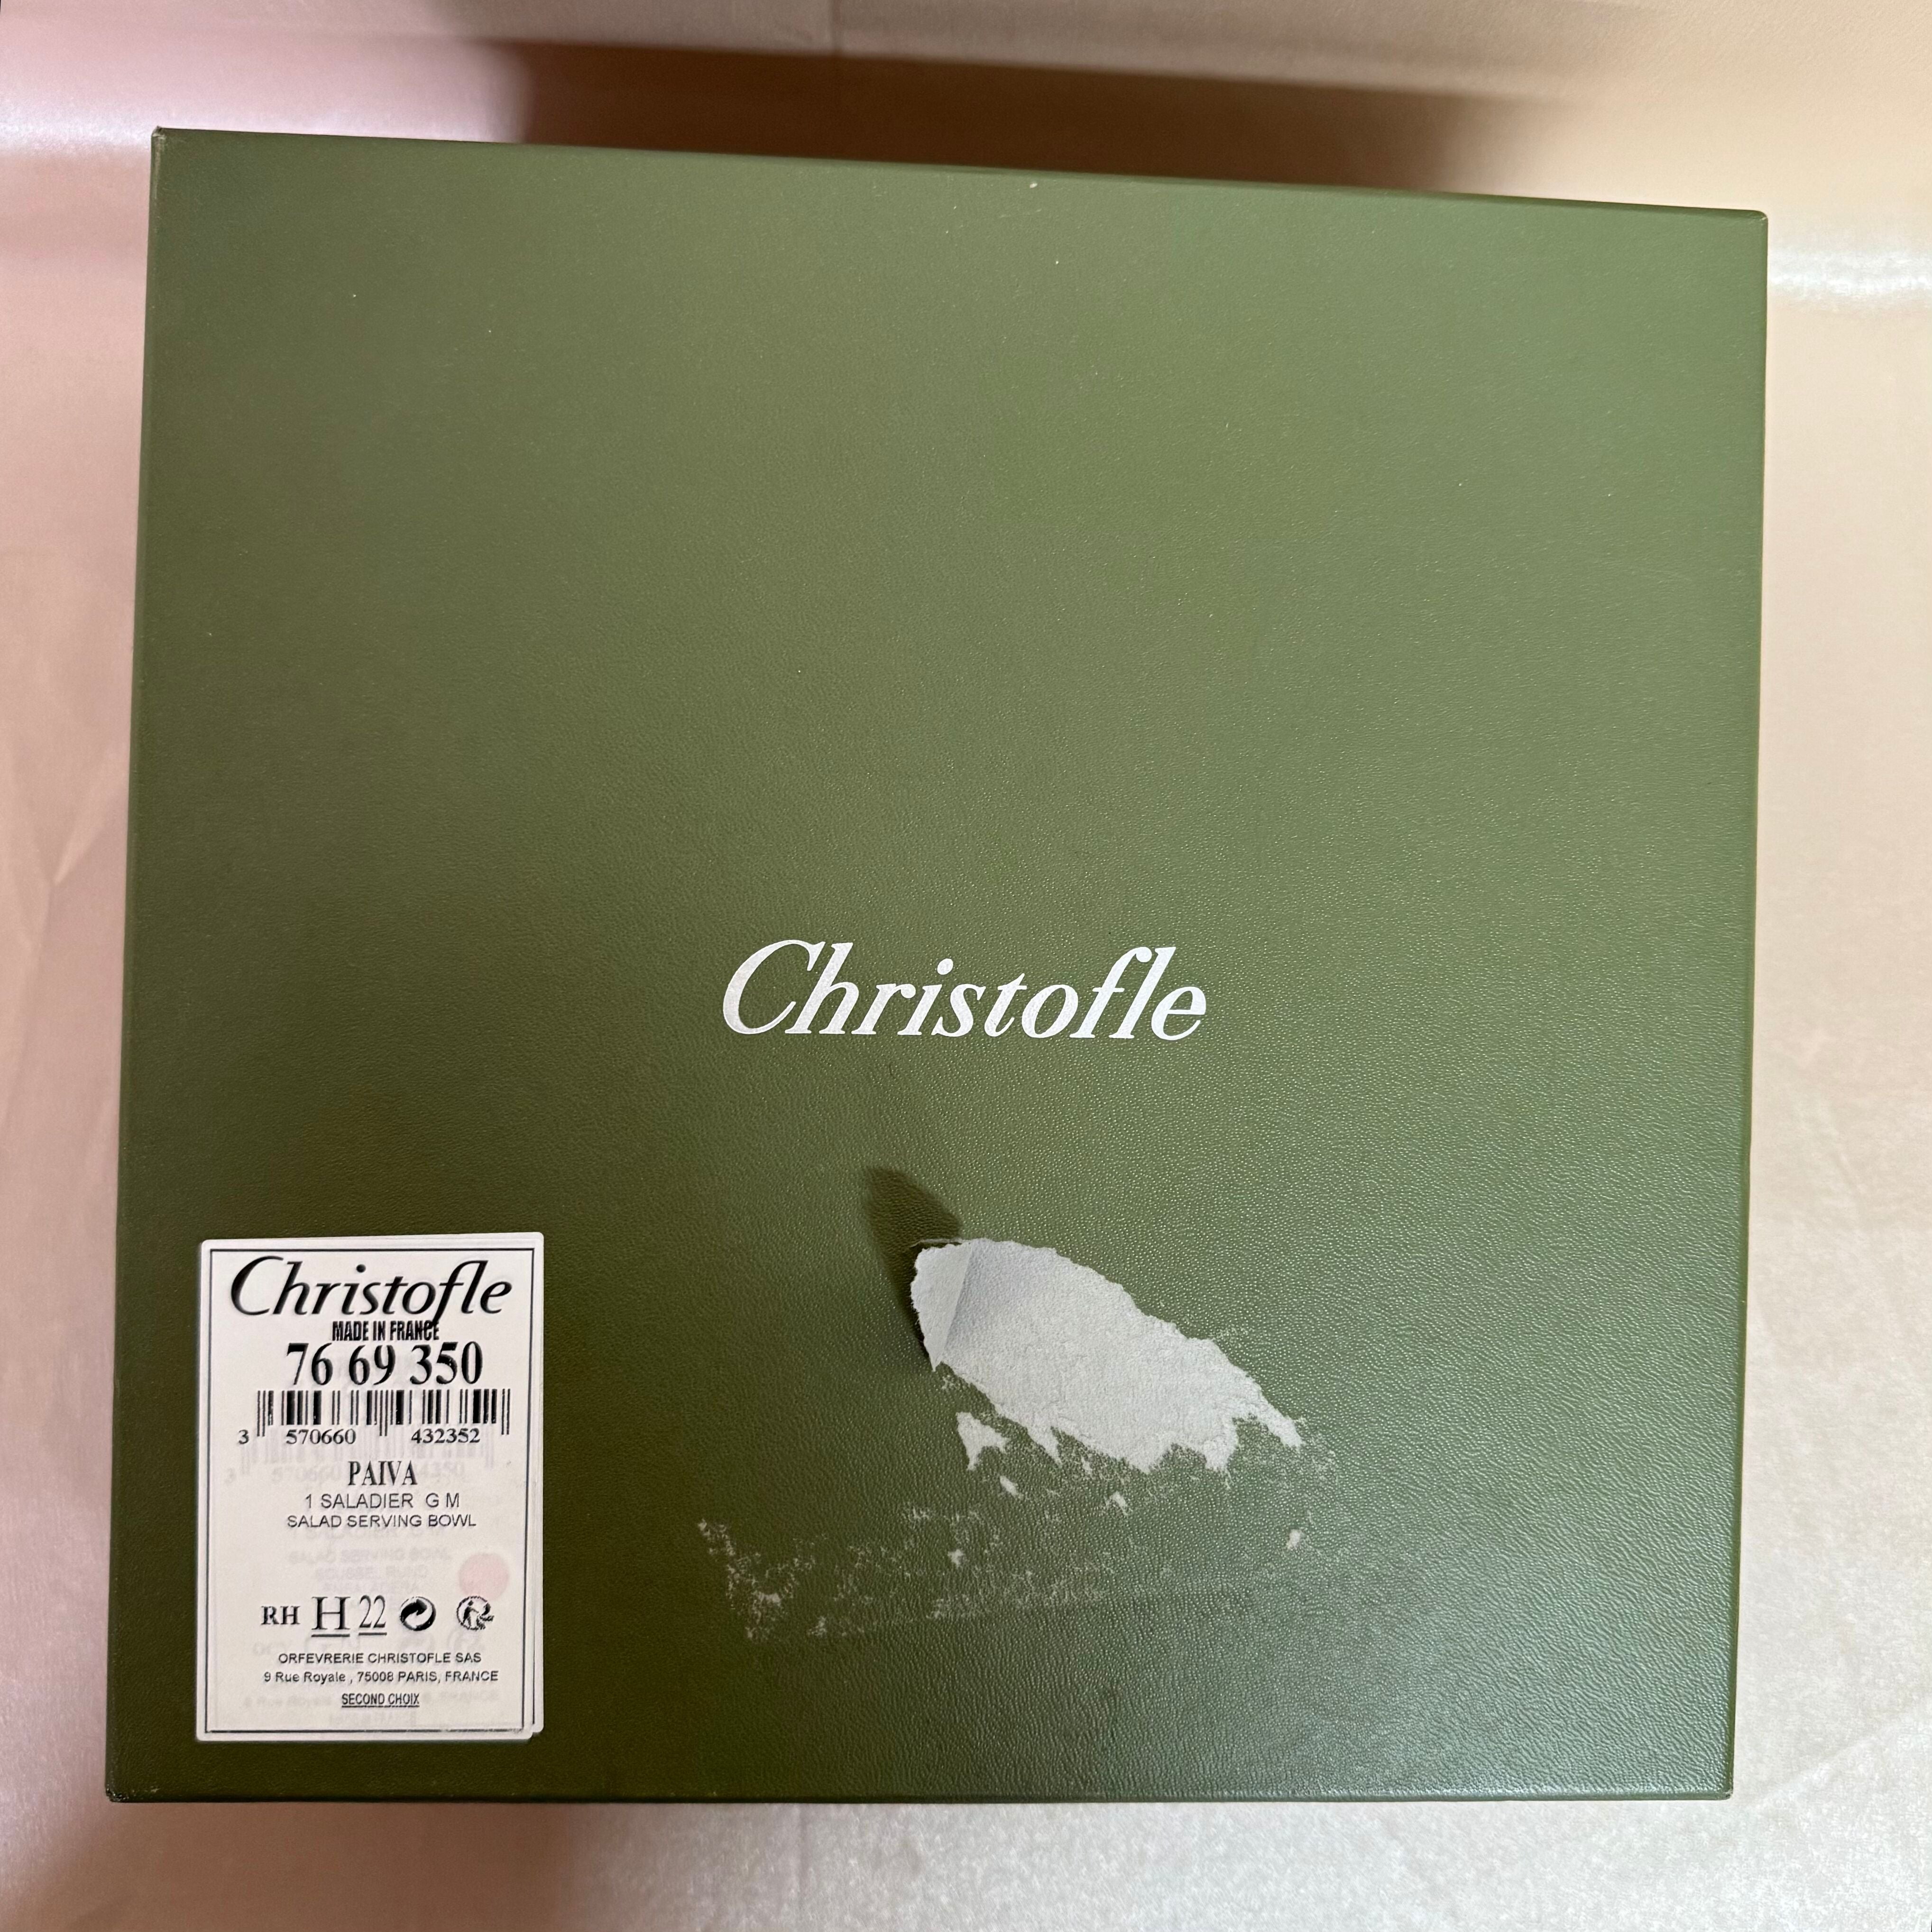 Christofle
Christofle
MADE IN FRANCE
76 69 350
3 570660 432352
PAIVA
1 SALADIER G M
SALAD SERVING BOWL
RH H 22
ORFEVRERIE CHRISTOFLE SAS
9 Rue Royale , 75008 PARIS, FRANCE
SECOND CHOIX